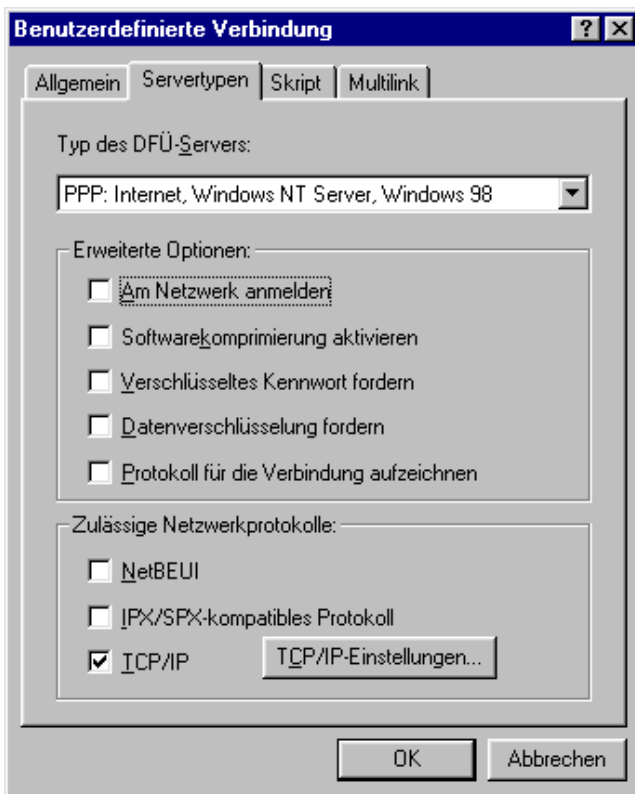 Benutzerdefinierte Verbindung
Allgemein Servertypen Skript Multilink
Typ des DFÜ-Servers:
PPP: Internet, Windows NT Server, Windows 98
Erweiterte Optionen:
Am Netzwerk anmelden
Softwarekomprimierung aktivieren
Verschlüsseltes Kennwort fordern
Datenverschlüsselung fordern
Protokoll für die Verbindung aufzeichnen
Zulässige Netzwerkprotokolle:
NetBEUI
IPX/SPX-kompatibles Protokoll
TCP/IP TCP/IP-Einstellungen...
OK Abbrechen